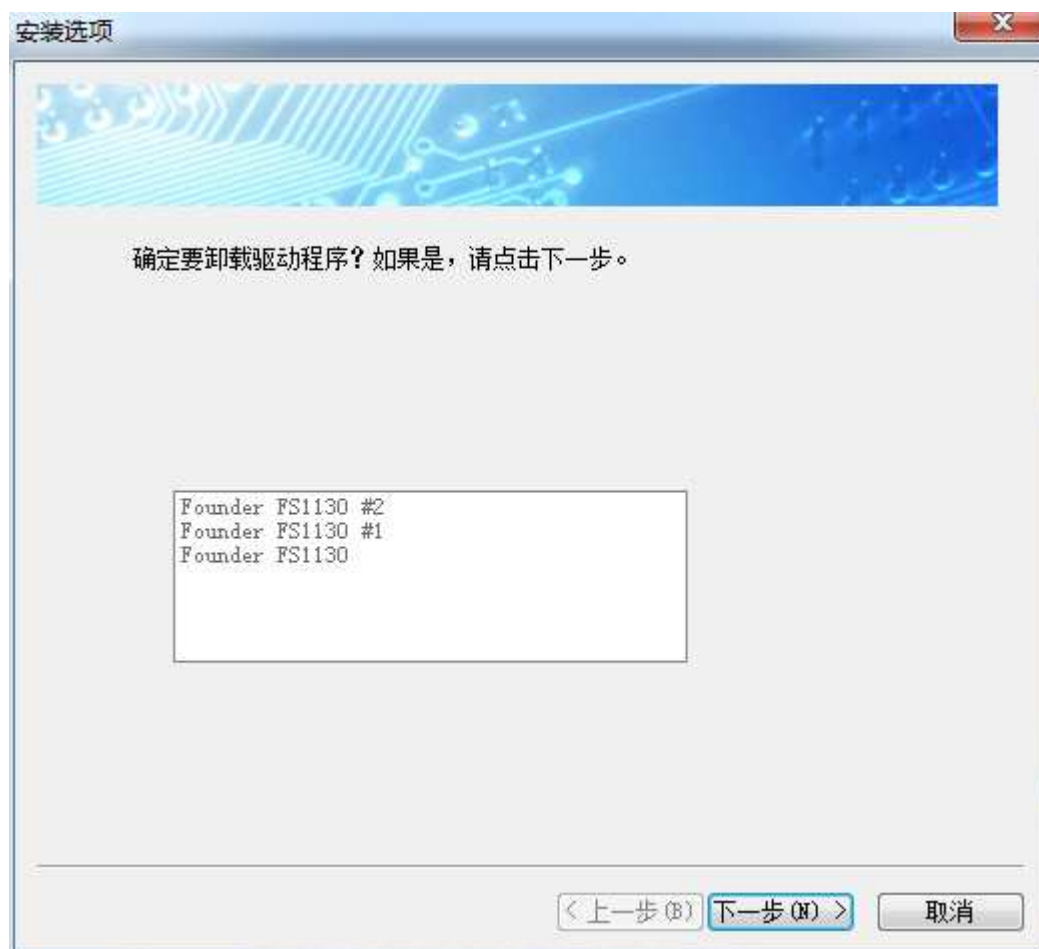 安装选项
确定要卸载驱动程序?如果是，请点击下一步。
Founder FS1130 #2
Founder FS1130 #1
Founder FS1130
< 上一步(B) 下一步(N) > 取消